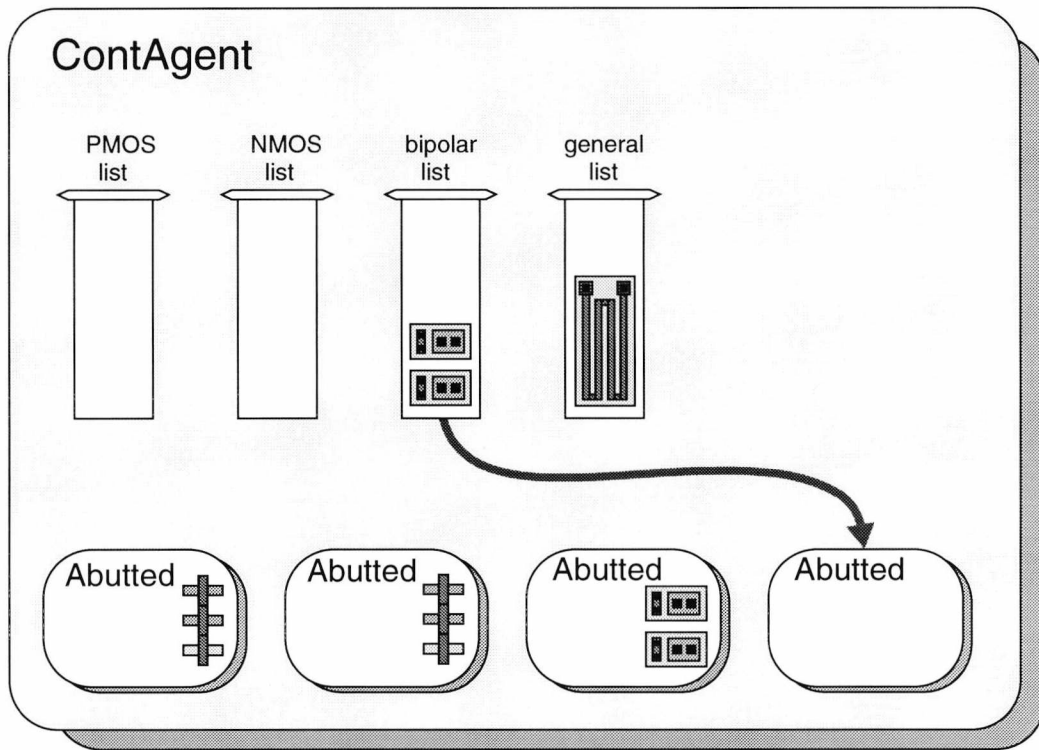 ContAgent
PMOS
list
NMOS
list
bipolar
list
general
list
Abutted
Abutted
Abutted
Abutted